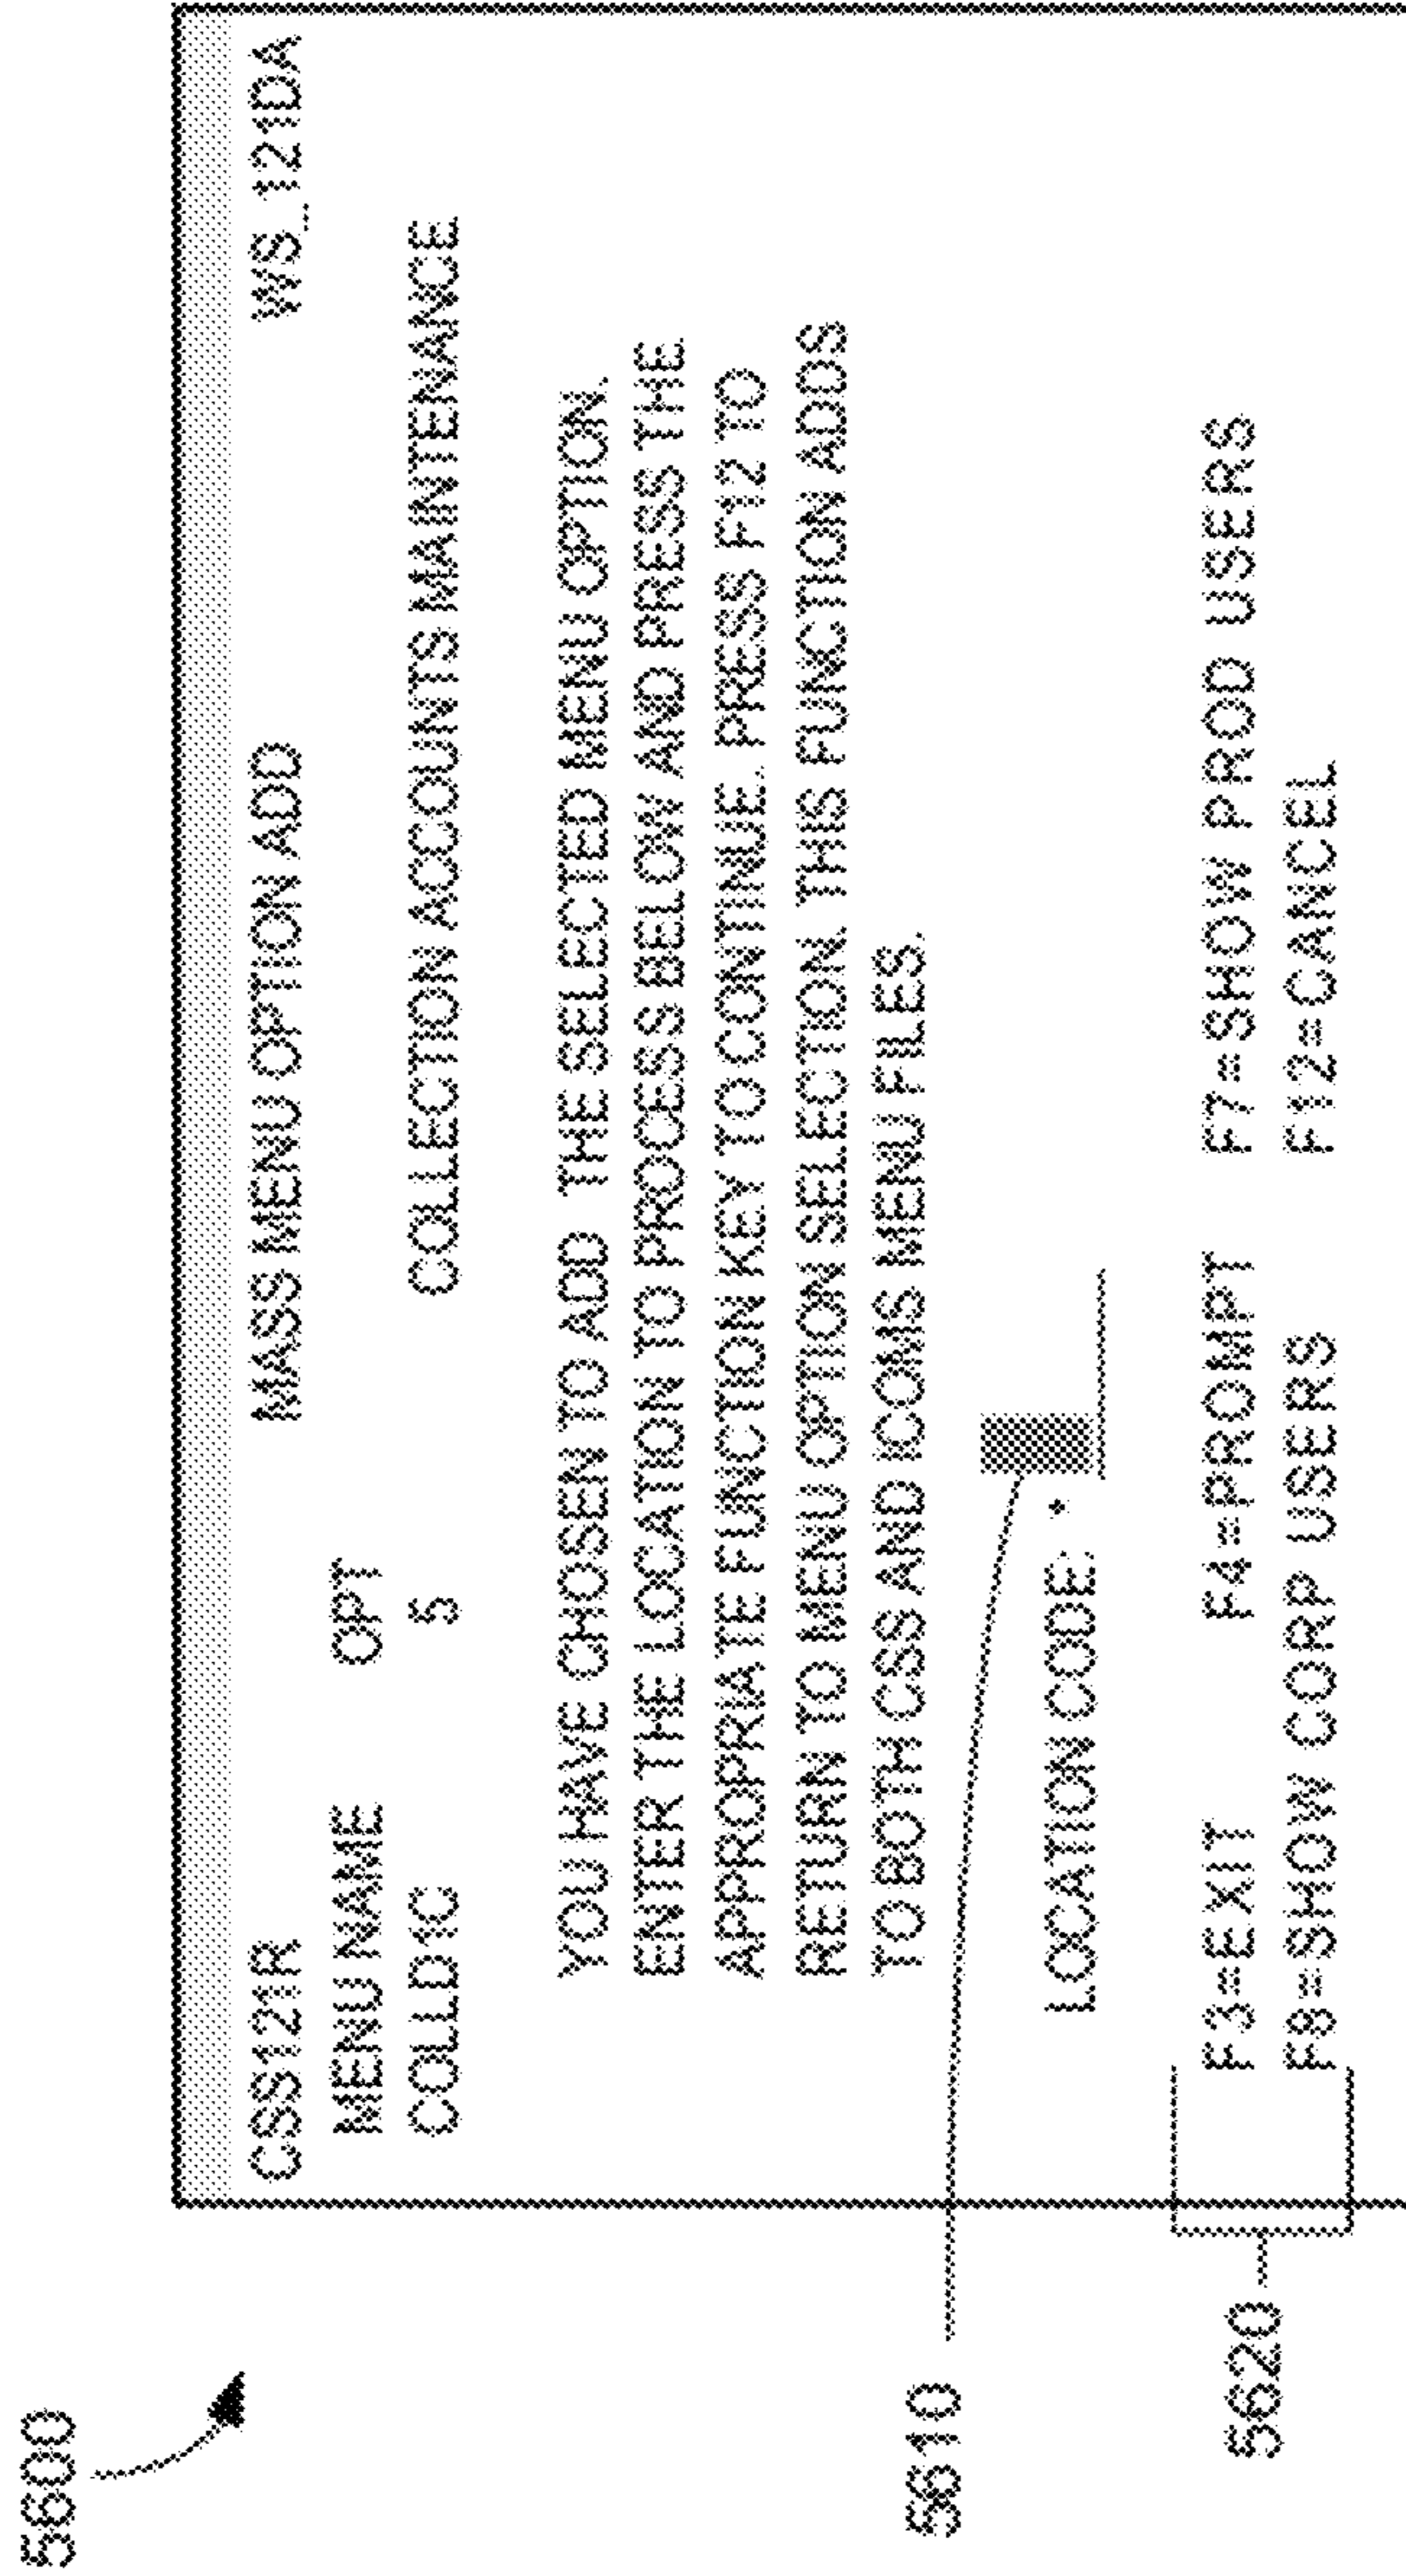 5600
CSS121R MASS MENU OPTION ADD WS_121DA
MENU NAME OPT
COLLD1C 5 COLLECTION ACCOUNTS MAINTENANCE
YOU HAVE CHOSEN TO ADD THE SELECTED MENU OPTION.
ENTER THE LOCATION TO PROCESS BELOW AND PRESS THE
APPROPRIATE FUNCTION KEY TO CONTINUE. PRESS F12 TO
RETURN TO MENU OPTION SELECTION. THIS FUNCTION ADDS
TO BOTH CSS AND ICOMS MENU FILES.
5610
LOCATION CODE: *
5620
F3=EXIT F4=PROMPT F7=SHOW PROD USERS
F9=SHOW CORP USERS F12=CANCEL